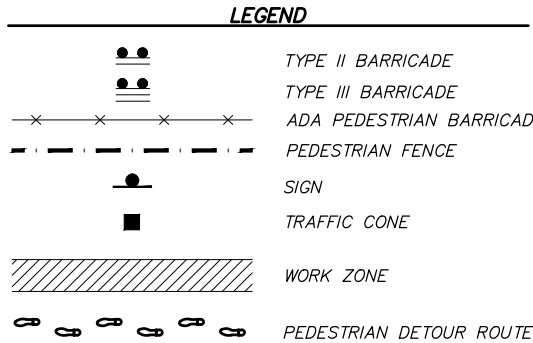 LEGEND
TYPE II BARRICADE
TYPE III BARRICADE
ADA PEDESTRIAN BARRICAD
PEDESTRIAN FENCE
SIGN
TRAFFIC CONE
WORK ZONE
PEDESTRIAN DETOUR ROUTE